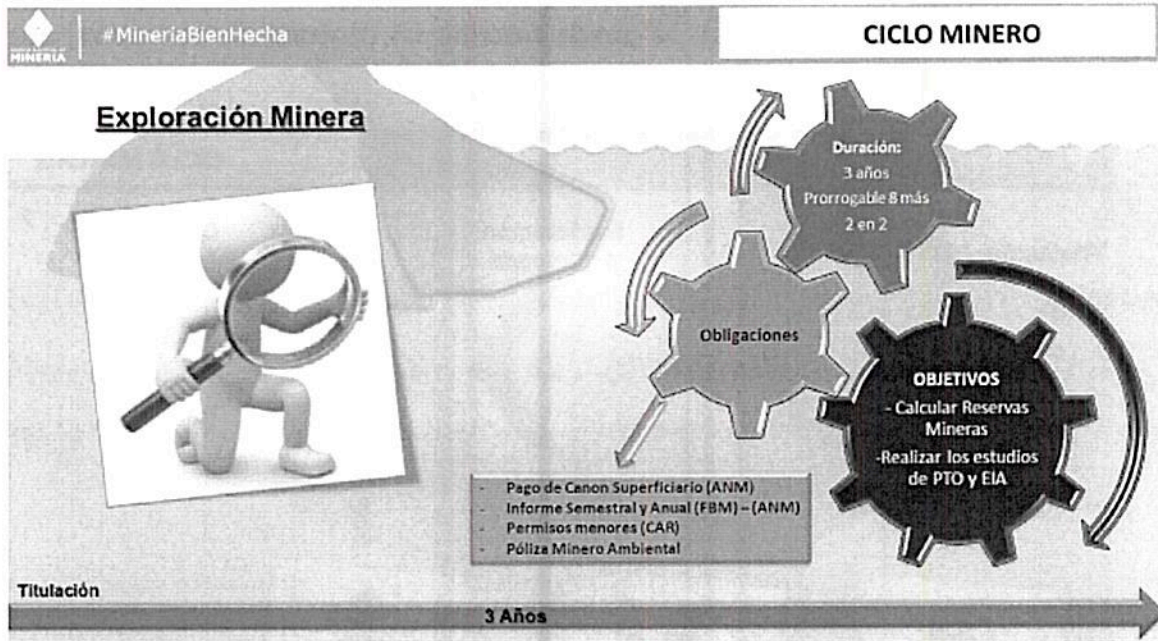 MINERÍA
#MineríaBienHecha
CICLO MINERO
Exploración Minera
Duración:
3 años
Prorrogable 8 más
2 en 2
Obligaciones
OBJETIVOS
- Calcular Reservas
Mineras
-Realizar los estudios
de PTO y EIA
- Pago de Canon Superficiario (ANM)
- Informe Semestral y Anual (FBM) – (ANM)
- Permisos menores (CAR)
- Póliza Minero Ambiental
Titulación
3 Años